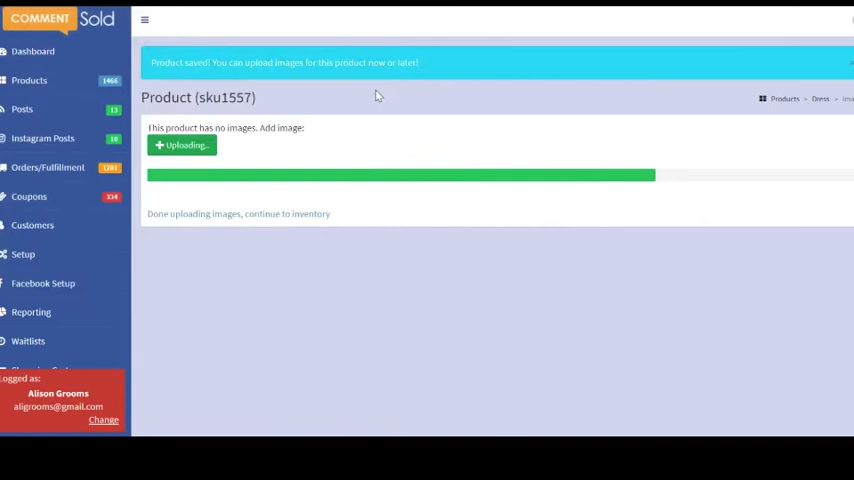 COMMENT Sold
Dashboard
Products 1466
Posts 13
Instagram Posts 10
Orders/Fulfillment 1281
Coupons 334
Customers
Setup
Facebook Setup
Reporting
Waitlists
Logged as:
Alison Grooms
aligrooms@gmail.com
Change
Product saved! You can upload images for this product now or later!
Product (sku1557)
Products > Dress >
This product has no images. Add image:
+ Uploading..
Done uploading images, continue to inventory